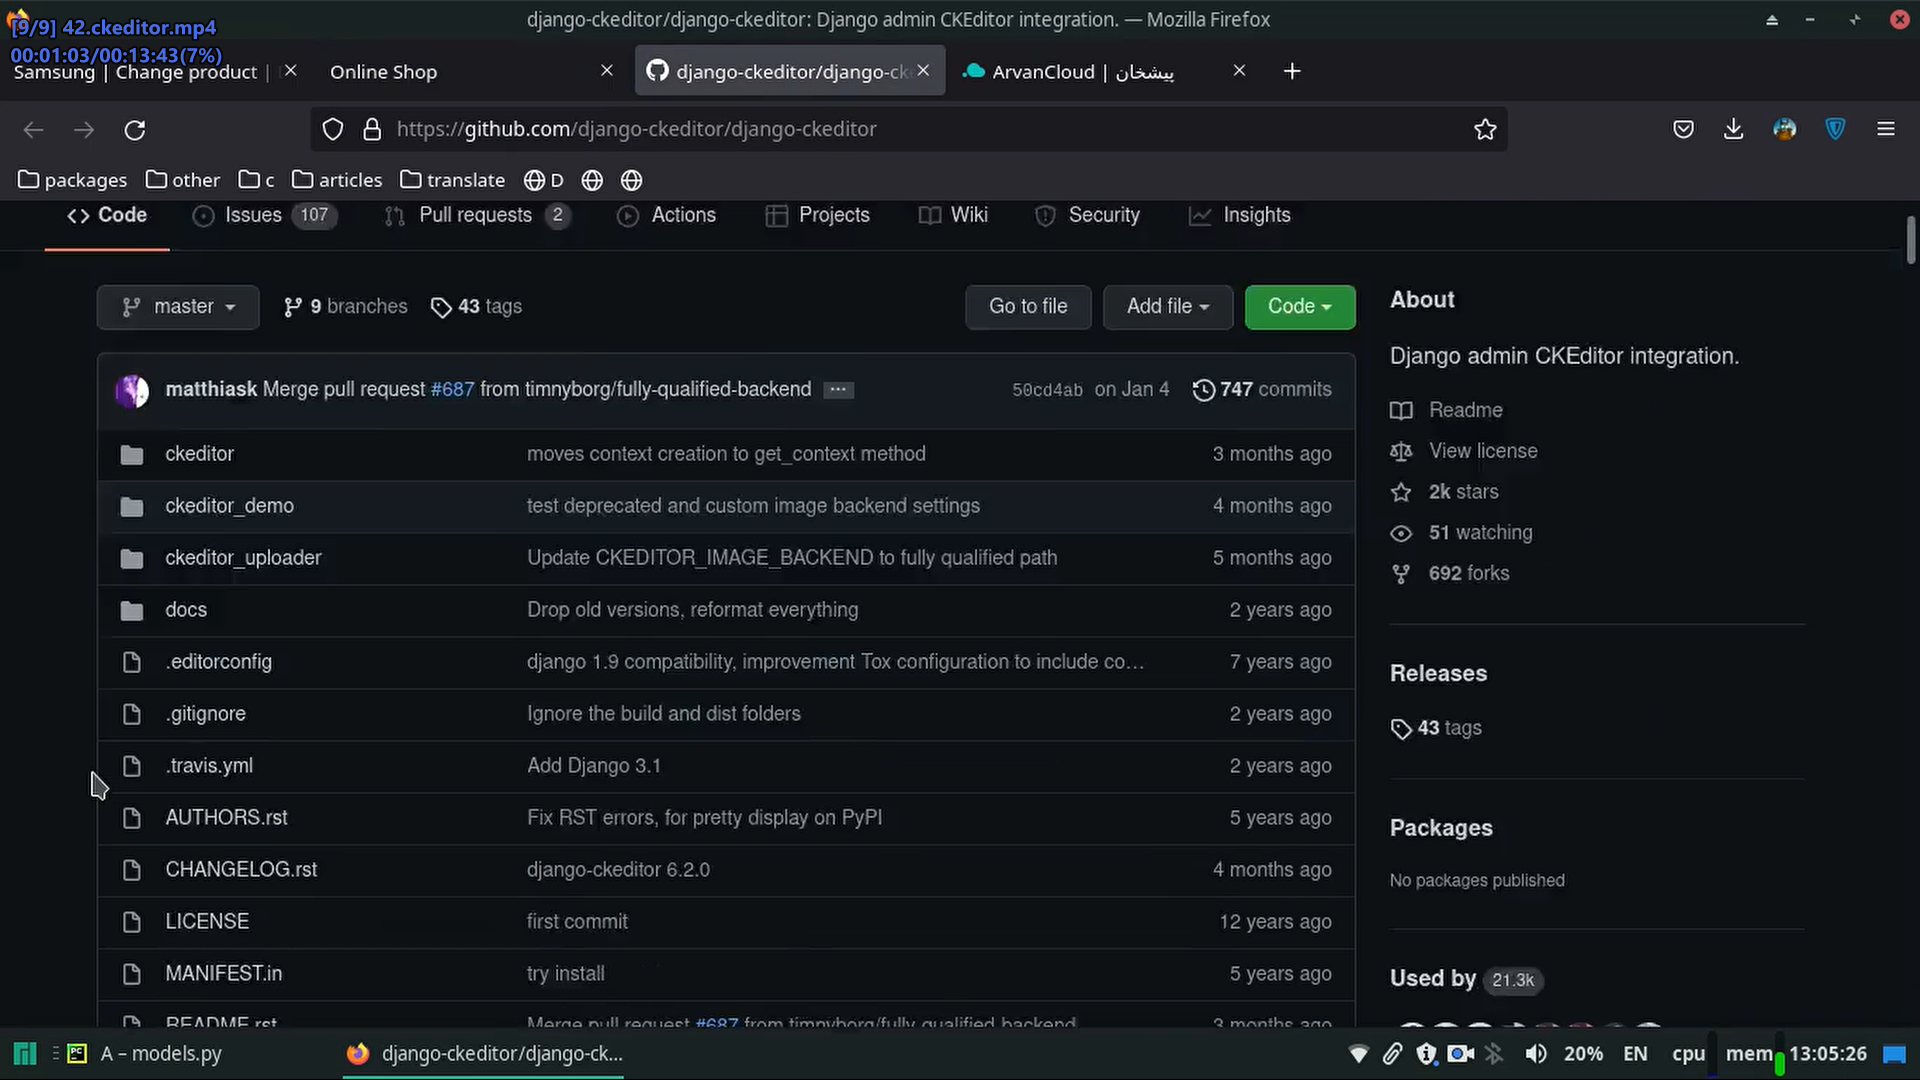 django-ckeditor/django-ckeditor: Django admin CKEditor integration. — Mozilla Firefox
[9/9] 42.ckeditor.mp4
00:01:03/00:13:43(7%)
Samsung | Change product |
Online Shop
django-ckeditor/django-ck
ArvanCloud | پیشخان
https://github.com/django-ckeditor/django-ckeditor
packages other c articles translate D
Code Issues 107 Pull requests 2 Actions Projects Wiki Security Insights
master 9 branches 43 tags Go to file Add file Code
matthiask Merge pull request #687 from timnyborg/fully-qualified-backend ... 50cd4ab on Jan 4 747 commits
ckeditor moves context creation to get_context method 3 months ago
ckeditor_demo test deprecated and custom image backend settings 4 months ago
ckeditor_uploader Update CKEDITOR_IMAGE_BACKEND to fully qualified path 5 months ago
docs Drop old versions, reformat everything 2 years ago
.editorconfig django 1.9 compatibility, improvement Tox configuration to include co… 7 years ago
.gitignore Ignore the build and dist folders 2 years ago
.travis.yml Add Django 3.1 2 years ago
AUTHORS.rst Fix RST errors, for pretty display on PyPI 5 years ago
CHANGELOG.rst django-ckeditor 6.2.0 4 months ago
LICENSE first commit 12 years ago
MANIFEST.in try install 5 years ago
README.rst Merge pull request #687 from timnyborg/fully-qualified-backend 3 months ago
About
Django admin CKEditor integration.
Readme
View license
2k stars
51 watching
692 forks
Releases
43 tags
Packages
No packages published
Used by 21.3k
A – models.py
django-ckeditor/django-ck...
20% EN cpu mem 13:05:26